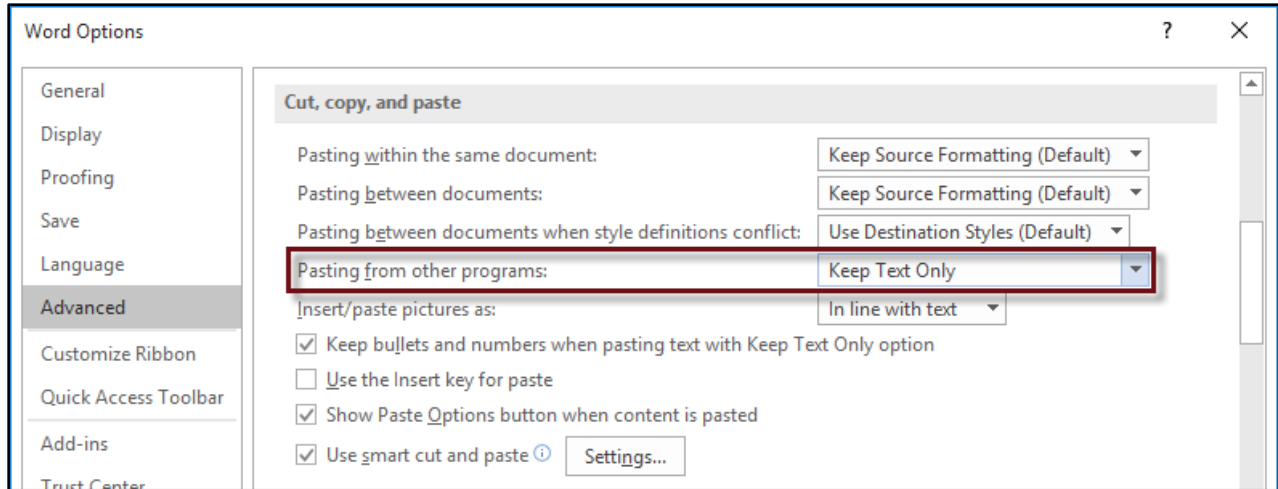 Word Options ? ×
General
Display
Proofing
Save
Language
Advanced
Customize Ribbon
Quick Access Toolbar
Add-ins
Trust Center
Cut, copy, and paste
Pasting within the same document: Keep Source Formatting (Default)
Pasting between documents: Keep Source Formatting (Default)
Pasting between documents when style definitions conflict: Use Destination Styles (Default)
Pasting from other programs: Keep Text Only
Insert/paste pictures as: In line with text
Keep bullets and numbers when pasting text with Keep Text Only option
Use the Insert key for paste
Show Paste Options button when content is pasted
Use smart cut and paste Settings...